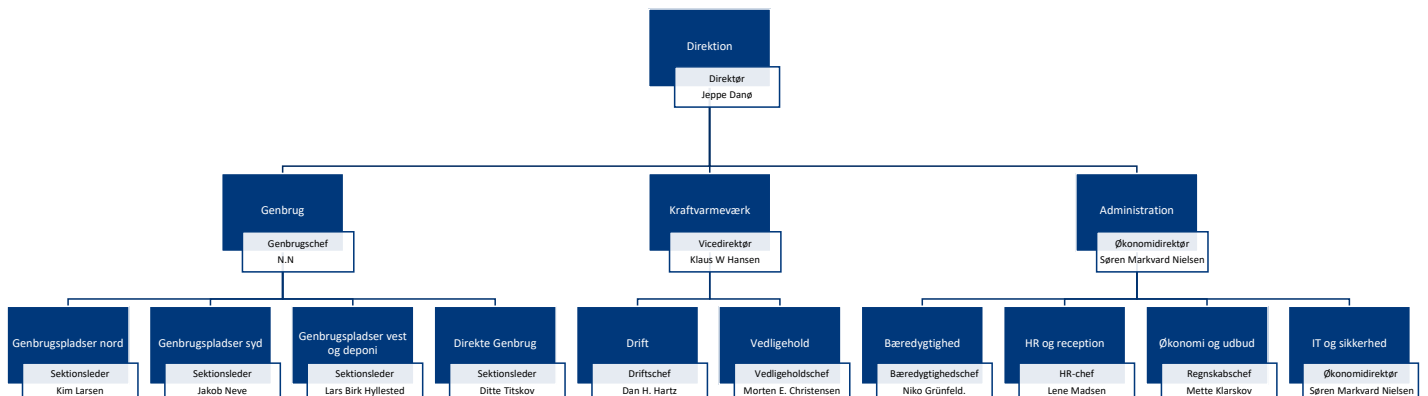 Direktion
Direktør
Jeppe Danø
Genbrug
Genbrugschef
N.N
Kraftvarmeværk
Vicedirektør
Klaus W Hansen
Administration
Økonomidirektør
Søren Markvard Nielsen
Genbrugspladser nord
Sektionsleder
Kim Larsen
Genbrugspladser syd
Sektionsleder
Jakob Neve
Genbrugspladser vest
og deponi
Sektionsleder
Lars Birk Hyllested
Direkte Genbrug
Sektionsleder
Ditte Titskov
Drift
Driftschef
Dan H. Hartz
Vedligehold
Vedligeholdschef
Morten E. Christensen
Bæredygtighed
Bæredygtighedschef
Niko Grünfeld.
HR og reception
HR-chef
Lene Madsen
Økonomi og udbud
Regnskabschef
Mette Klarskov
IT og sikkerhed
Økonomidirektør
Søren Markvard Nielsen